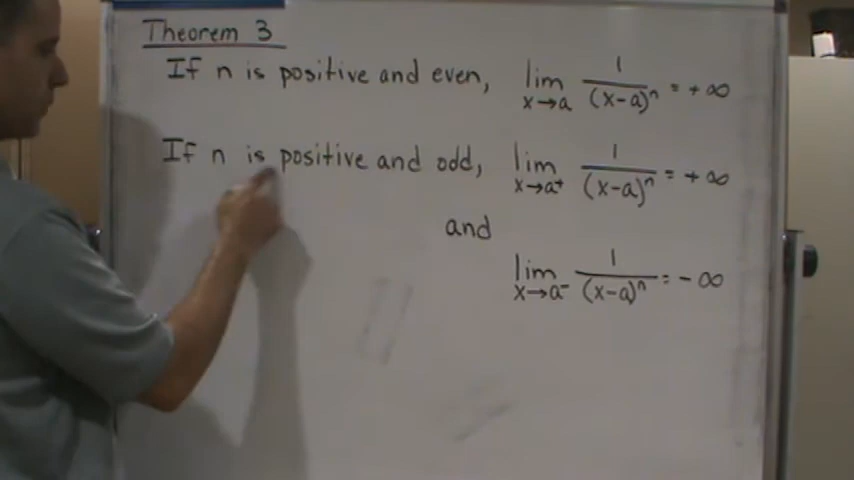 Theorem 3
If n is positive and even, lim x→a 1/(x-a)^n = +∞
If n is positive and odd, lim x→a⁺ 1/(x-a)^n = +∞
and
lim x→a⁻ 1/(x-a)^n = -∞